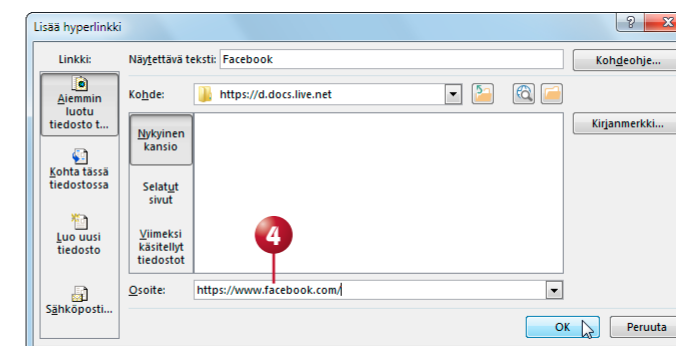 Lisää hyperlinkki
Linkki:
Näytettävä teksti: Facebook
Kohdeohje...
Aiemmin
luotu
tiedosto t...
Kohde: https://d.docs.live.net
Kirjanmerkki...
Nykyinen
kansio
Kohta tässä
tiedostossa
Selatut
sivut
Luo uusi
tiedosto
Viimeksi
käsitellyt
tiedostot
4
Sähköposti...
Osoite: https://www.facebook.com/
OK
Peruuta